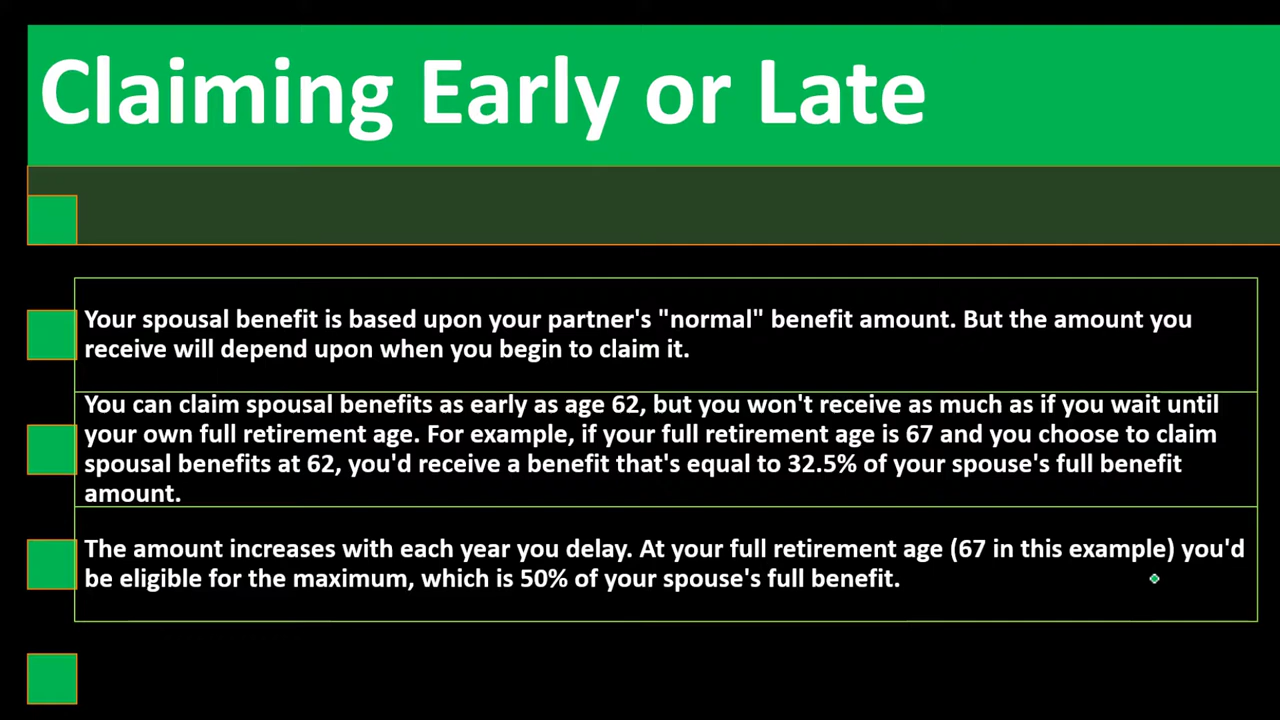 Claiming Early or Late
Your spousal benefit is based upon your partner's "normal" benefit amount. But the amount you
receive will depend upon when you begin to claim it.
You can claim spousal benefits as early as age 62, but you won't receive as much as if you wait until
your own full retirement age. For example, if your full retirement age is 67 and you choose to claim
spousal benefits at 62, you'd receive a benefit that's equal to 32.5% of your spouse's full benefit
amount.
The amount increases with each year you delay. At your full retirement age (67 in this example) you'd
be eligible for the maximum, which is 50% of your spouse's full benefit.